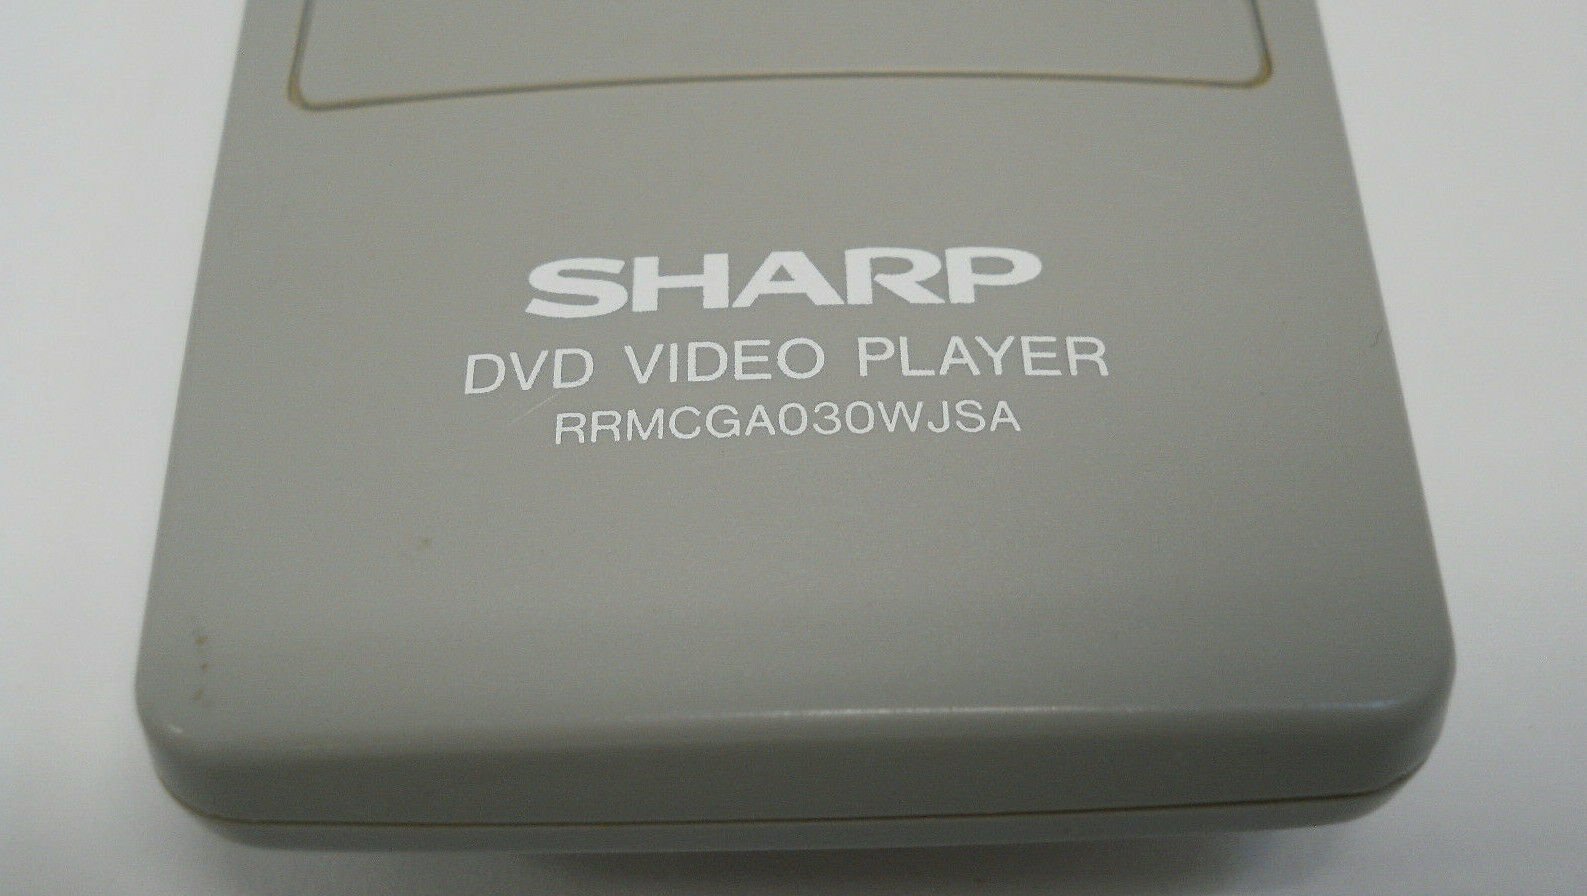 SHARP
DVD VIDEO PLAYER
RRMCGA030WJSA